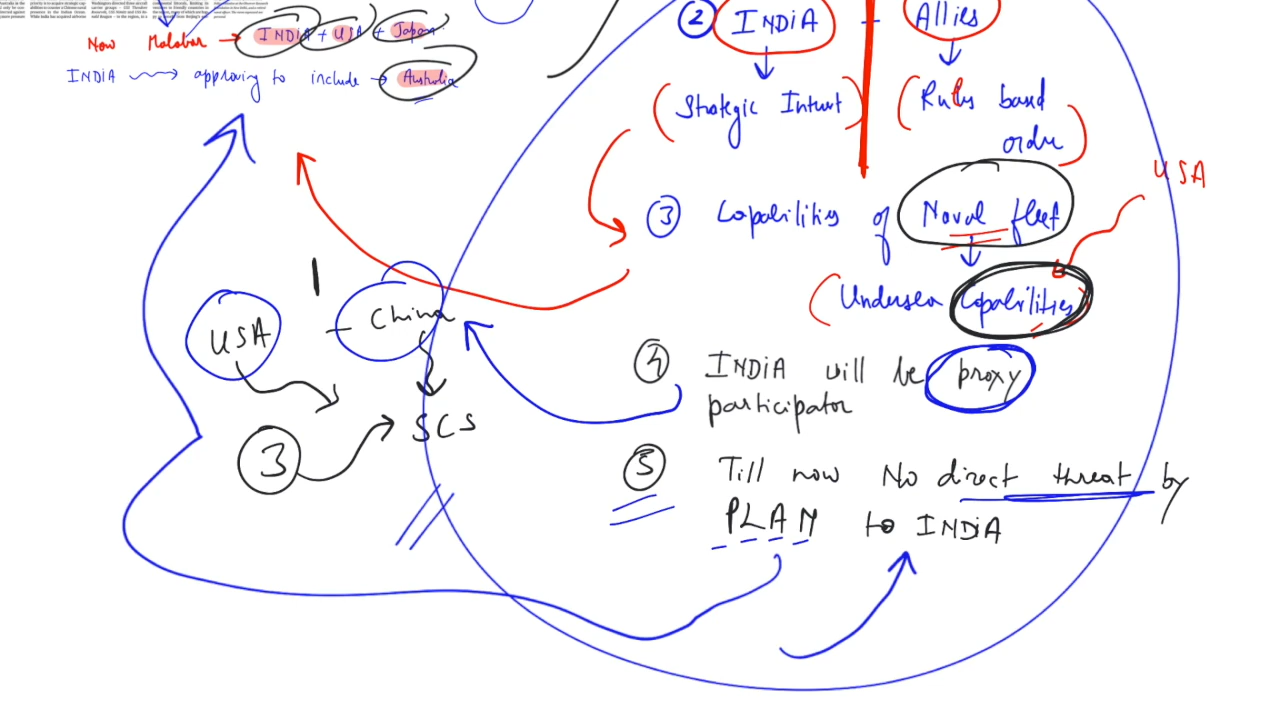 Now Malabar → INDIA + USA + Japan
INDIA → approving to include → Australia
② INDIA - Allies
(Strategic Intent) (Rules based
order)
USA
③ Capabilities of Naval fleet
(Undersea Capabilities)
USA - China
SCS
3
④ INDIA will be proxy
participator
⑤ Till now No direct threat by
PLAN to INDIA